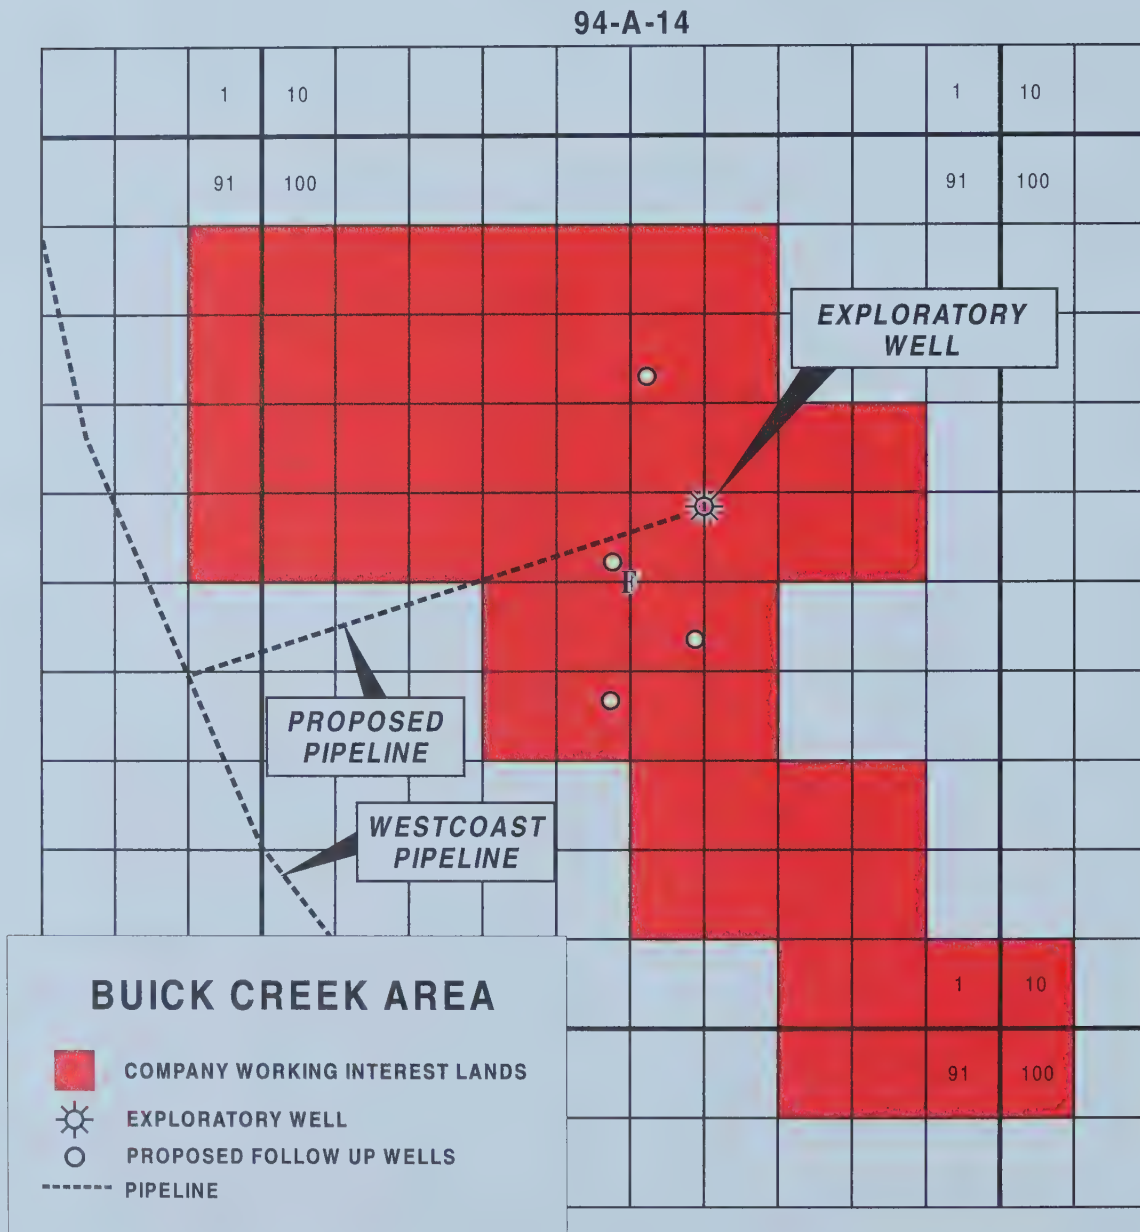 94-A-14
1 10 1 10
91 100 91 100
EXPLORATORY
WELL
F
PROPOSED
PIPELINE
WESTCOAST
PIPELINE
1 10
91 100
BUICK CREEK AREA
COMPANY WORKING INTEREST LANDS
EXPLORATORY WELL
PROPOSED FOLLOW UP WELLS
PIPELINE